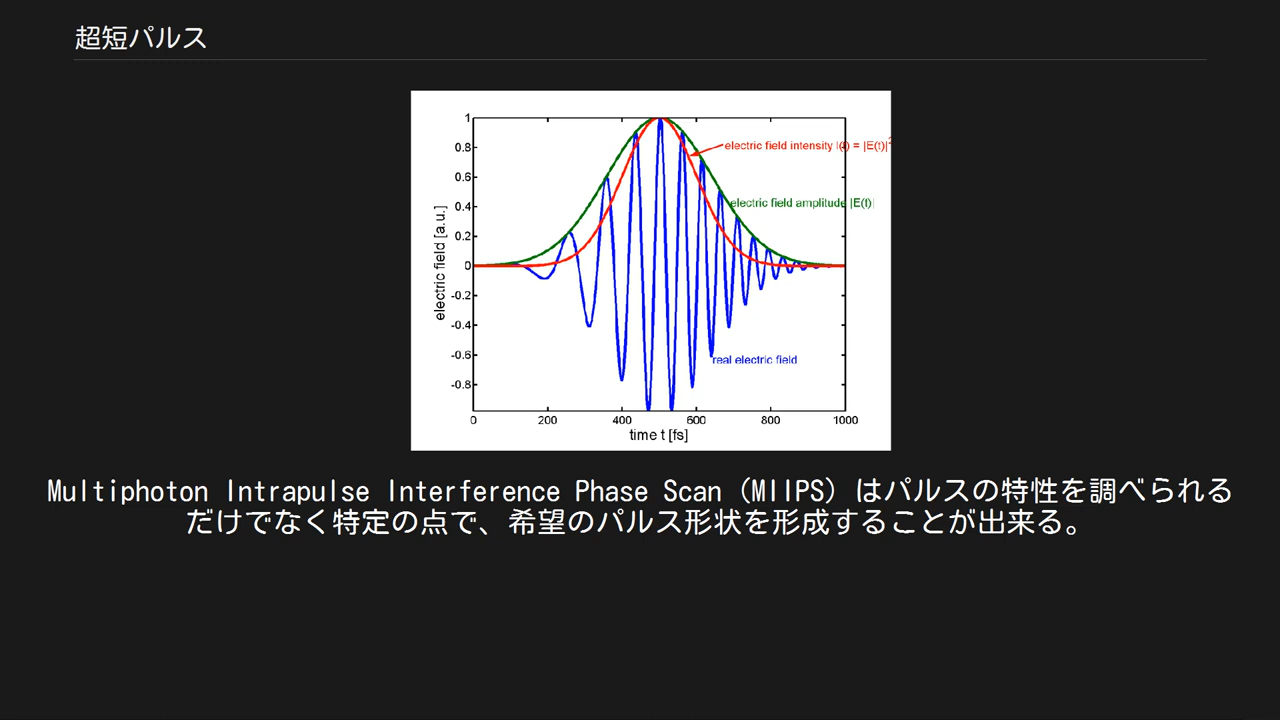 超短パルス
1
0.8
0.6
0.4
0.2
0
-0.2
-0.4
-0.6
-0.8
electric field [a.u.]
electric field intensity I(t) = |E(t)|²
electric field amplitude |E(t)|
real electric field
0 200 400 600 800 1000
time t [fs]
Multiphoton Intrapulse Interference Phase Scan (MIIPS) はパルスの特性を調べられる
だけでなく特定の点で、希望のパルス形状を形成することが出来る。